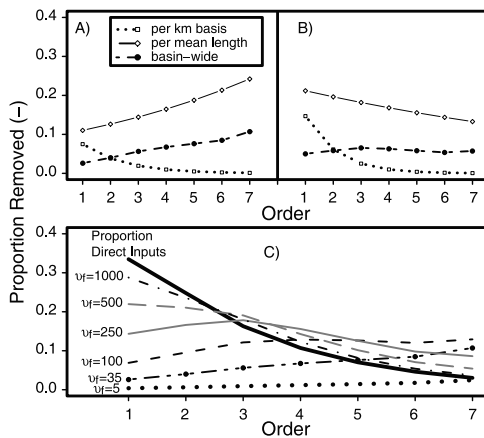 A)
per km basis
per mean length
basin-wide
B)
0.4
0.3
0.2
0.1
0.0
1 2 3 4 5 6 7
1 2 3 4 5 6 7
Order
Proportion Removed (-)
Proportion
Direct Inputs
C)
0.4
0.3
0.2
0.1
0.0
υf=1000
υf=500
υf=250
υf=100
υf=35
υf=5
1 2 3 4 5 6 7
Order